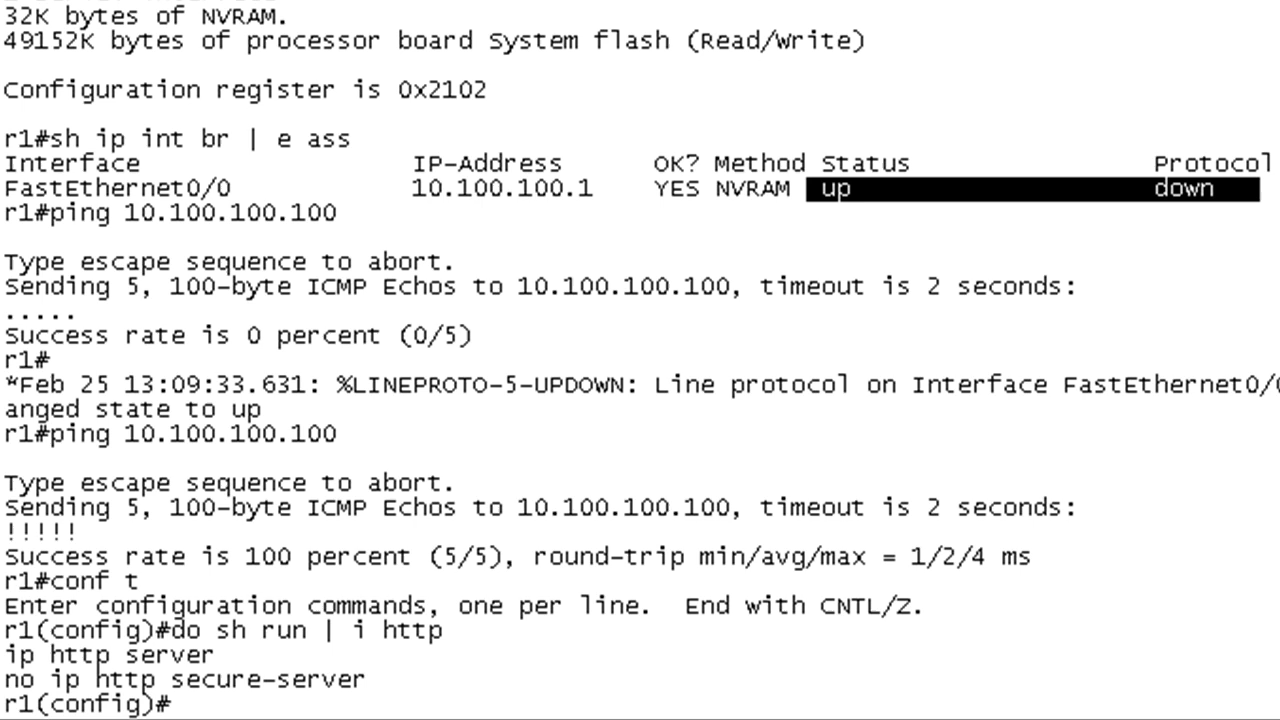 32K bytes of NVRAM.
49152K bytes of processor board System flash (Read/Write)
Configuration register is 0x2102
r1#sh ip int br | e ass
Interface IP-Address OK? Method Status Protocol
FastEthernet0/0 10.100.100.1 YES NVRAM up down
r1#ping 10.100.100.100
Type escape sequence to abort.
Sending 5, 100-byte ICMP Echos to 10.100.100.100, timeout is 2 seconds:
.....
Success rate is 0 percent (0/5)
r1#
*Feb 25 13:09:33.631: %LINEPROTO-5-UPDOWN: Line protocol on Interface FastEthernet0/0
anged state to up
r1#ping 10.100.100.100
Type escape sequence to abort.
Sending 5, 100-byte ICMP Echos to 10.100.100.100, timeout is 2 seconds:
!!!!!
Success rate is 100 percent (5/5), round-trip min/avg/max = 1/2/4 ms
r1#conf t
Enter configuration commands, one per line.  End with CNTL/Z.
r1(config)#do sh run | i http
ip http server
no ip http secure-server
r1(config)#